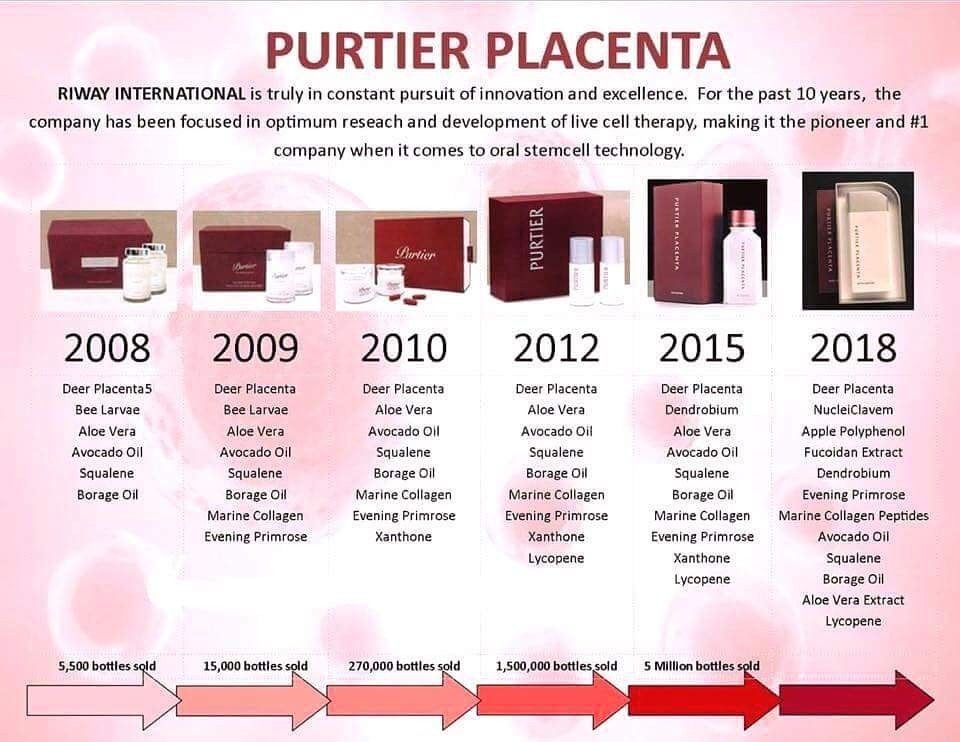 PURTIER PLACENTA
RIWAY INTERNATIONAL is truly in constant pursuit of innovation and excellence. For the past 10 years, the
company has been focused in optimum reseach and development of live cell therapy, making it the pioneer and #1
company when it comes to oral stemcell technology.
Purtier
Purtier
PURTIER
PURTIER PLACENTA
PURTIER PLACENTA
PURTIER PLACENTA
2008
Deer Placenta5
Bee Larvae
Aloe Vera
Avocado Oil
Squalene
Borage Oil
5,500 bottles sold
2009
Deer Placenta
Bee Larvae
Aloe Vera
Avocado Oil
Squalene
Borage Oil
Marine Collagen
Evening Primrose
15,000 bottles sold
2010
Deer Placenta
Aloe Vera
Avocado Oil
Squalene
Borage Oil
Marine Collagen
Evening Primrose
Xanthone
270,000 bottles sold
2012
Deer Placenta
Aloe Vera
Avocado Oil
Squalene
Borage Oil
Marine Collagen
Evening Primrose
Xanthone
Lycopene
1,500,000 bottles sold
2015
Deer Placenta
Dendrobium
Aloe Vera
Avocado Oil
Squalene
Borage Oil
Marine Collagen
Evening Primrose
Xanthone
Lycopene
5 Million bottles sold
2018
Deer Placenta
NucleiClavem
Apple Polyphenol
Fucoidan Extract
Dendrobium
Evening Primrose
Marine Collagen Peptides
Avocado Oil
Squalene
Borage Oil
Aloe Vera Extract
Lycopene